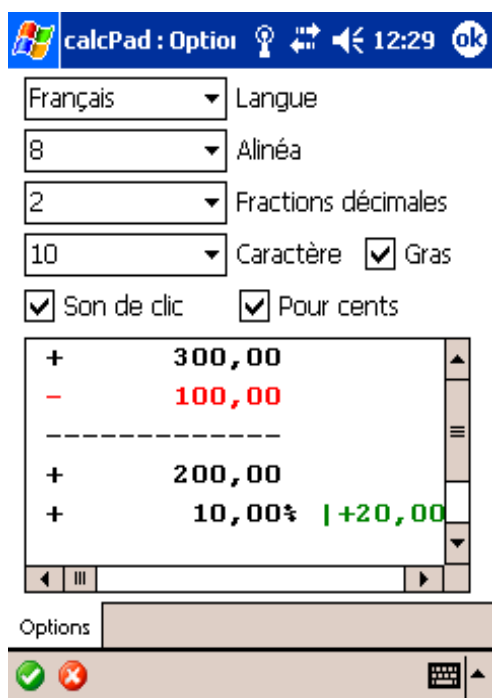 calcPad : Option 12:29 ok
Français Langue
8 Alinéa
2 Fractions décimales
10 Caractère Gras
Son de clic Pour cents
+ 300,00
- 100,00
-------------
+ 200,00
+ 10,00% |+20,00
Options